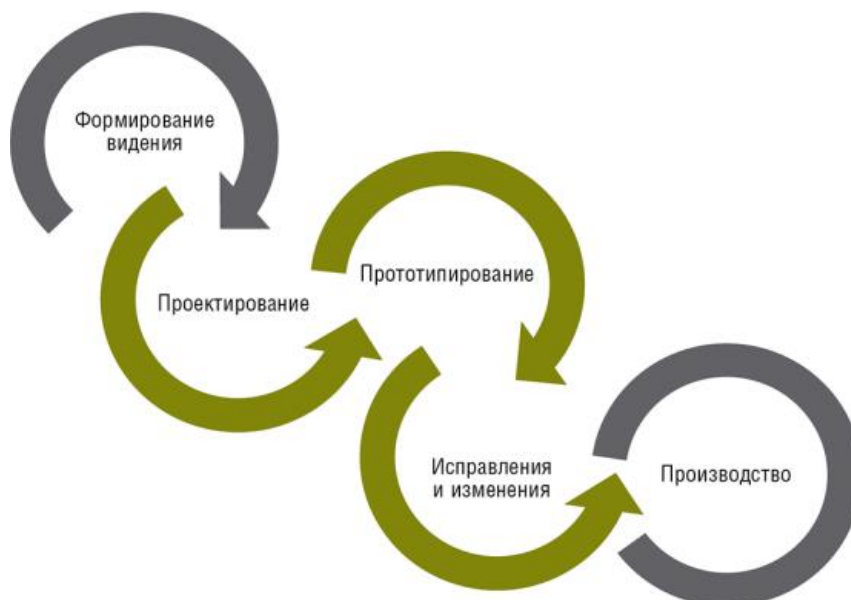 Формирование
видения
Проектирование
Прототипирование
Исправления
и изменения
Производство